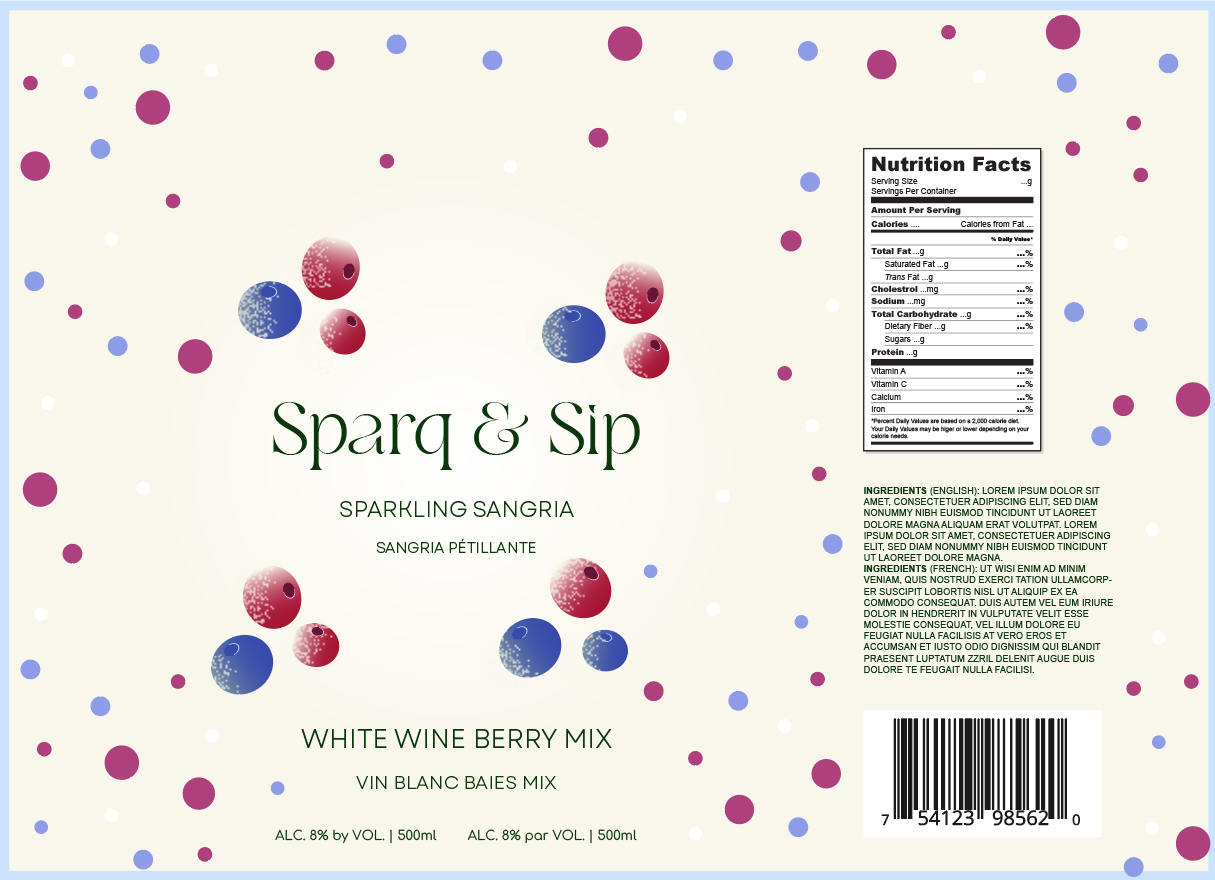 Sparq & Sip
SPARKLING SANGRIA
SANGRIA PÉTILLANTE
WHITE WINE BERRY MIX
VIN BLANC BAIES MIX
ALC. 8% by VOL. | 500ml ALC. 8% par VOL. | 500ml
Nutrition Facts
Serving Size ...g
Servings Per Container
Amount Per Serving
Calories .... Calories from Fat ...
% Daily Value*
Total Fat ...g ...%
Saturated Fat ...g ...%
Trans Fat ...g
Cholestrol ...mg ...%
Sodium ...mg ...%
Total Carbohydrate ...g ...%
Dietary Fiber ...g ...%
Sugars ...g
Protein ...g
Vitamin A ...%
Vitamin C ...%
Calcium ...%
Iron ...%
*Percent Daily Values are based on a 2,000 calorie diet.
Your Daily Values may be higer or lower depending on your
calorie needs.
INGREDIENTS (ENGLISH): LOREM IPSUM DOLOR SIT
AMET, CONSECTETUER ADIPISCING ELIT, SED DIAM
NONUMMY NIBH EUISMOD TINCIDUNT UT LAOREET
DOLORE MAGNA ALIQUAM ERAT VOLUTPAT. LOREM
IPSUM DOLOR SIT AMET, CONSECTETUER ADIPISCING
ELIT, SED DIAM NONUMMY NIBH EUISMOD TINCIDUNT
UT LAOREET DOLORE MAGNA.
INGREDIENTS (FRENCH): UT WISI ENIM AD MINIM
VENIAM, QUIS NOSTRUD EXERCI TATION ULLAMCORP-
ER SUSCIPIT LOBORTIS NISL UT ALIQUIP EX EA
COMMODO CONSEQUAT. DUIS AUTEM VEL EUM IRIURE
DOLOR IN HENDRERIT IN VULPUTATE VELIT ESSE
MOLESTIE CONSEQUAT, VEL ILLUM DOLORE EU
FEUGIAT NULLA FACILISIS AT VERO EROS ET
ACCUMSAN ET IUSTO ODIO DIGNISSIM QUI BLANDIT
PRAESENT LUPTATUM ZZRIL DELENIT AUGUE DUIS
DOLORE TE FEUGAIT NULLA FACILISI.
7 54123 98562 0